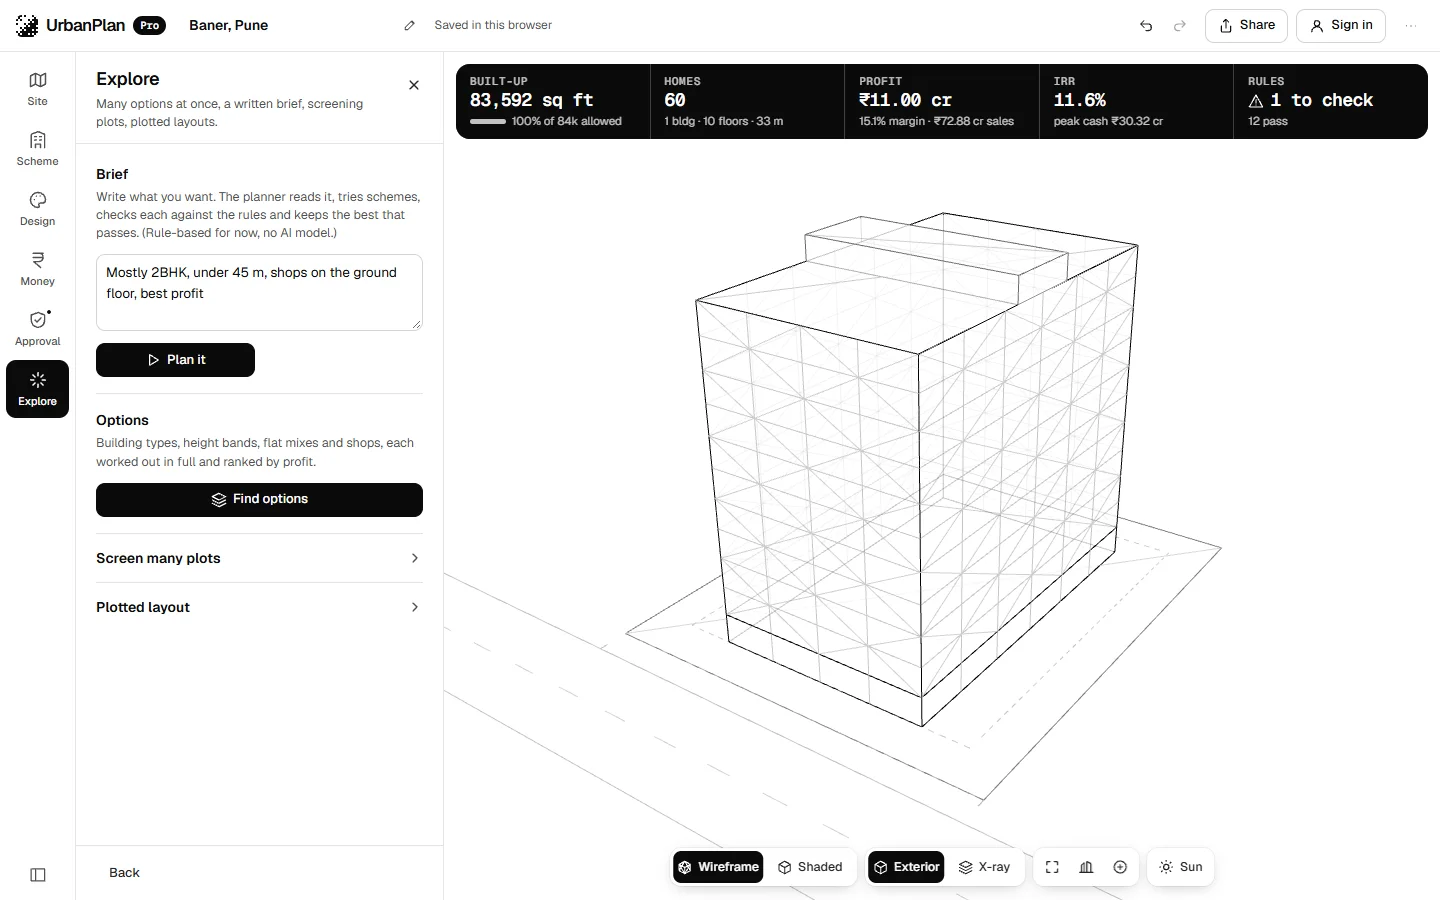 UrbanPlan Pro Baner, Pune Saved in this browser Share Sign in
Site
Scheme
Design
Money
Approval
Explore
Explore
Many options at once, a written brief, screening
plots, plotted layouts.
Brief
Write what you want. The planner reads it, tries schemes,
checks each against the rules and keeps the best that
passes. (Rule-based for now, no AI model.)
Mostly 2BHK, under 45 m, shops on the ground
floor, best profit
Plan it
Options
Building types, height bands, flat mixes and shops, each
worked out in full and ranked by profit.
Find options
Screen many plots
Plotted layout
Back
BUILT-UP
83,592 sq ft
100% of 84k allowed
HOMES
60
1 bldg · 10 floors · 33 m
PROFIT
₹11.00 cr
15.1% margin · ₹72.88 cr sales
IRR
11.6%
peak cash ₹30.32 cr
RULES
1 to check
12 pass
Wireframe Shaded Exterior X-ray Sun